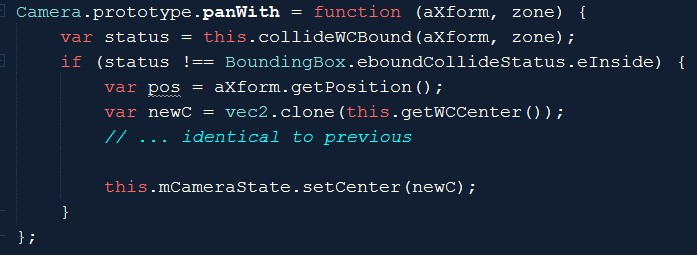 Camera.prototype.panWith = function (aXform, zone) {
    var status = this.collideWCBound(aXform, zone);
    if (status !== BoundingBox.eboundCollideStatus.eInside) {
        var pos = aXform.getPosition();
        var newC = vec2.clone(this.getWCCenter());
        // ... identical to previous

        this.mCameraState.setCenter(newC);
    }
};